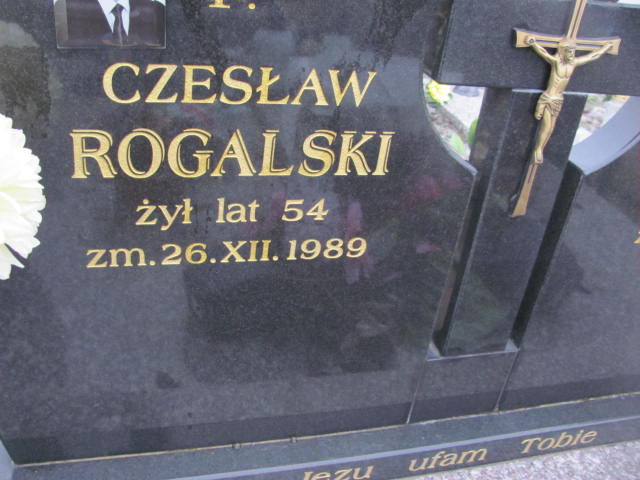 CZESŁAW
ROGALSKI
żył lat 54
zm. 26. XII. 1989
Jezu ufam Tobie